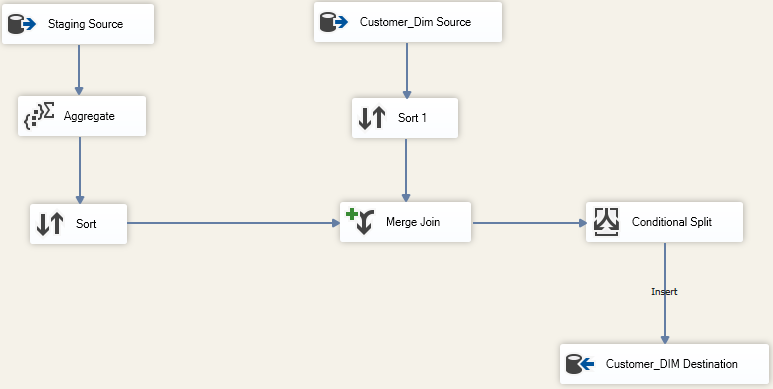 Staging Source
Customer_Dim Source
Aggregate
Sort 1
Sort
Merge Join
Conditional Split
Insert
Customer_DIM Destination